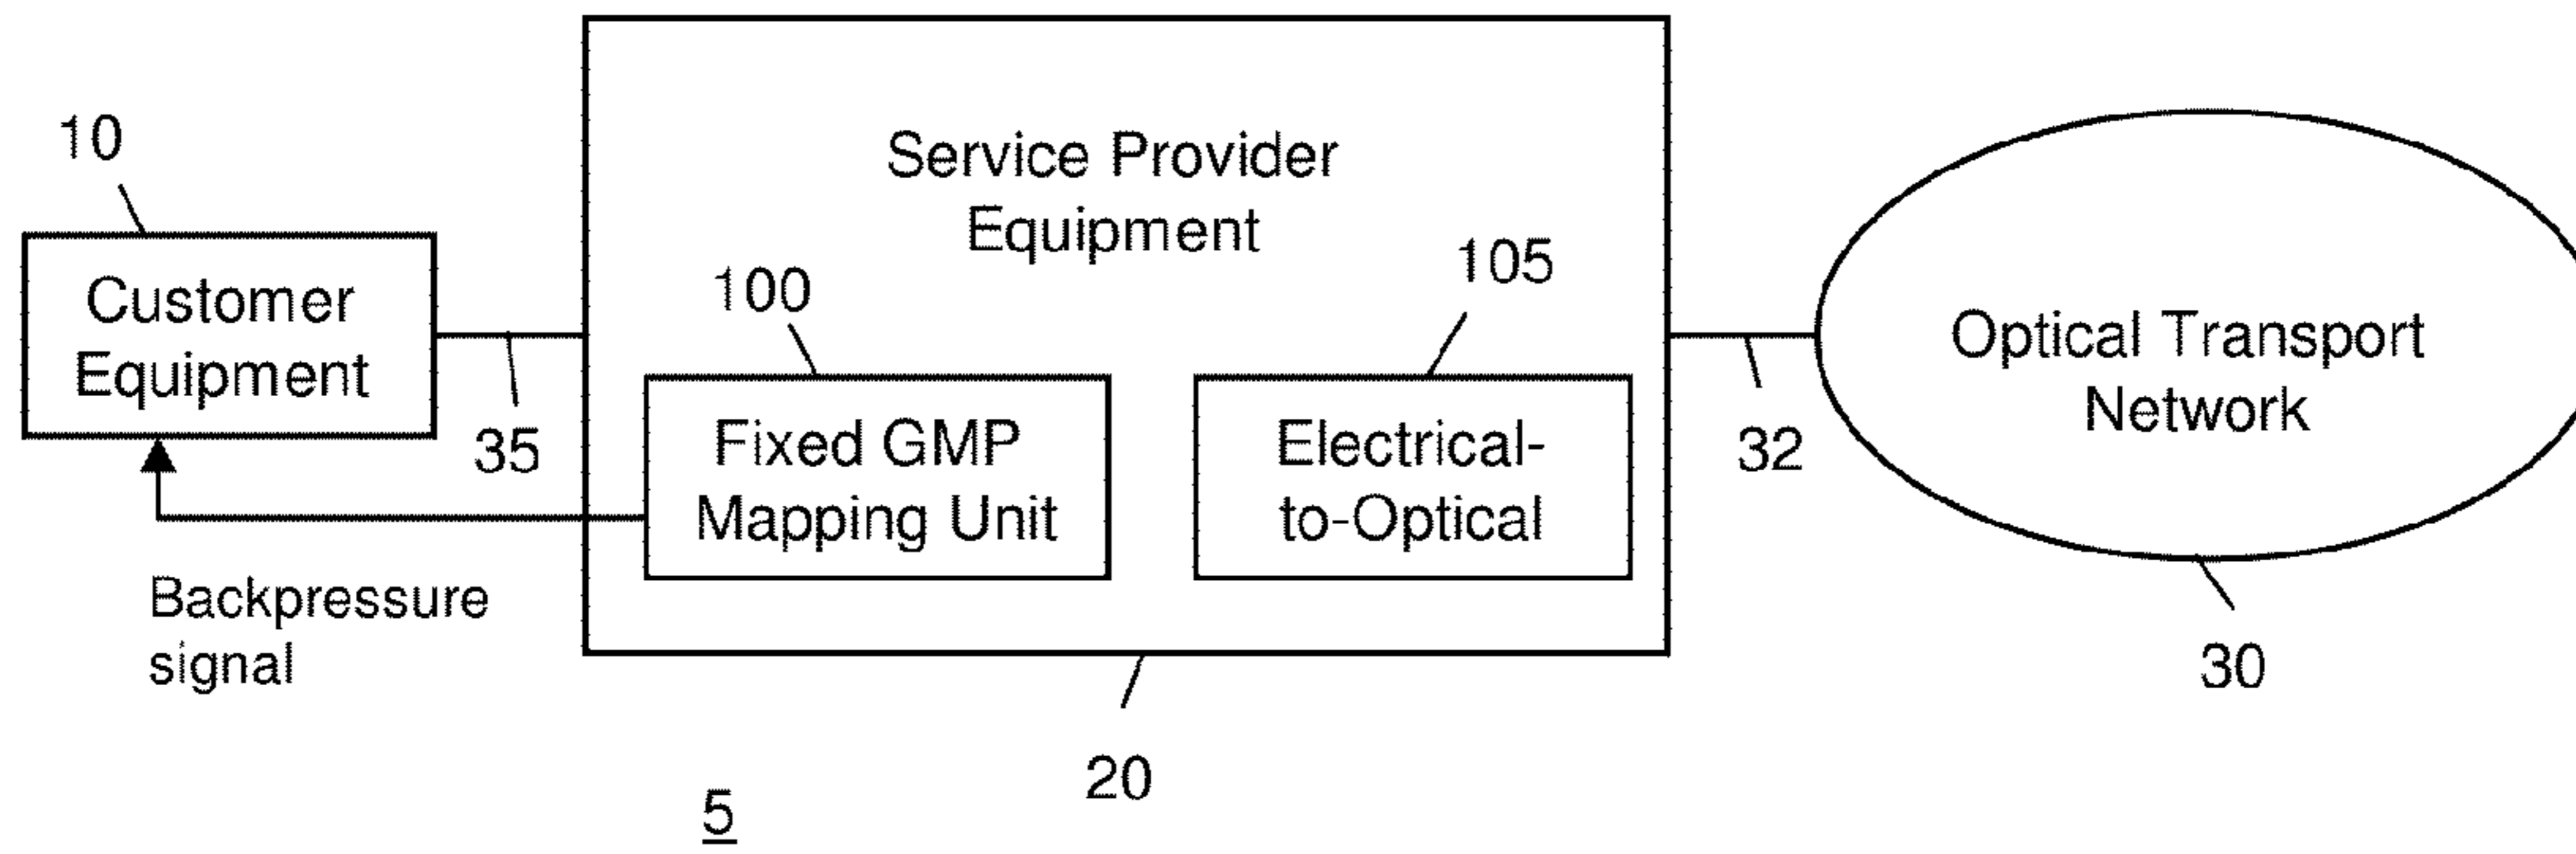 10
Customer
Equipment
35
Backpressure
signal
Service Provider
Equipment
100
Fixed GMP
Mapping Unit
105
Electrical-
to-Optical
20
32
Optical Transport
Network
30
5